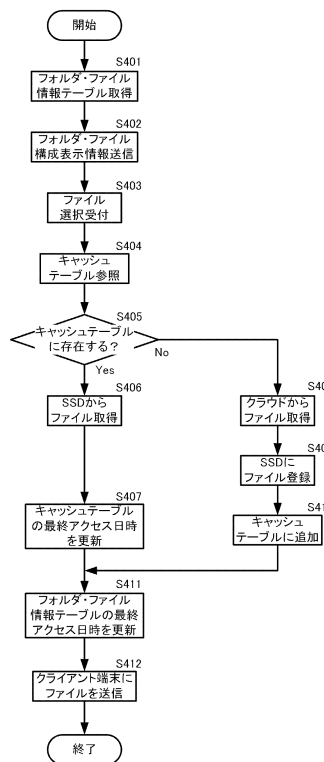 開始
S401
フォルダ・ファイル
情報テーブル取得
S402
フォルダ・ファイル
構成表示情報送信
S403
ファイル
選択受付
S404
キャッシュ
テーブル参照
S405
キャッシュテーブル
に存在する?
No
Yes
S406
SSDから
ファイル取得
S407
キャッシュテーブル
の最終アクセス日時
を更新
S40
クラウドから
ファイル取得
S40
SSDに
ファイル登録
S41
キャッシュ
テーブルに追加
S411
フォルダ・ファイル
情報テーブルの最終
アクセス日時を更新
S412
クライアント端末に
ファイルを送信
終了